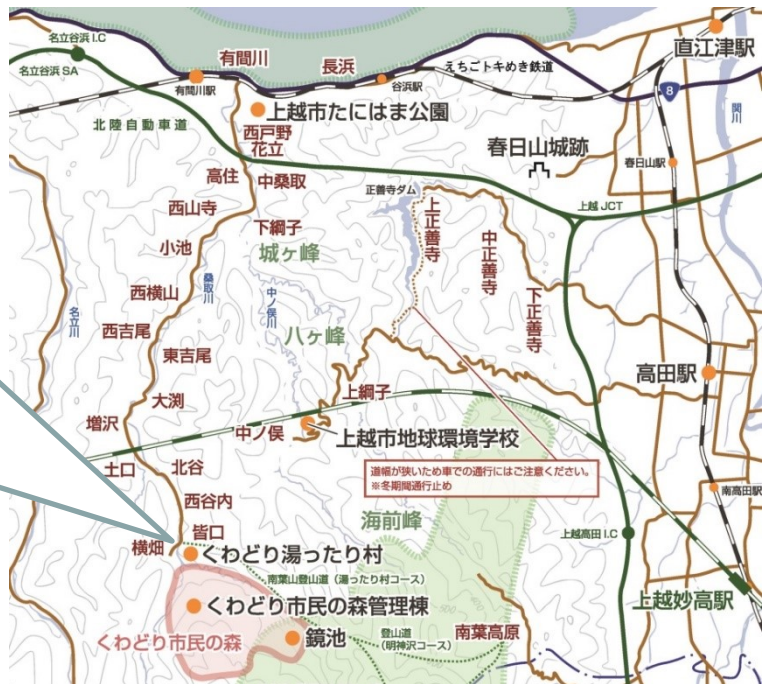 名立谷浜 I.C
名立谷浜 SA
有間川
有間川駅
長浜
谷浜駅
えちごトキめき鉄道
直江津駅
8
関川
北陸自動車道
上越市たにはま公園
西戸野
花立
高住
中桑取
春日山城跡
春日山駅
正善寺ダム
上越 JCT
西山寺
下綱子
上正善寺
小池
城ヶ峰
中正善寺
桑取川
中ノ俣川
西横山
名立川
下正善寺
西吉尾
八ヶ峰
東吉尾
大渕
上綱子
高田駅
増沢
中ノ俣
上越市地球環境学校
土口
北谷
道幅が狭いため車での通行にはご注意ください。
※冬期間通行止め
南高田駅
西谷内
海前峰
上越高田 I.C
皆口
横畑
くわどり湯ったり村
南葉山登山道（湯ったり村コース）
上越妙高駅
くわどり市民の森管理棟
くわどり市民の森
鏡池
登山道
（明神沢コース）
南葉高原